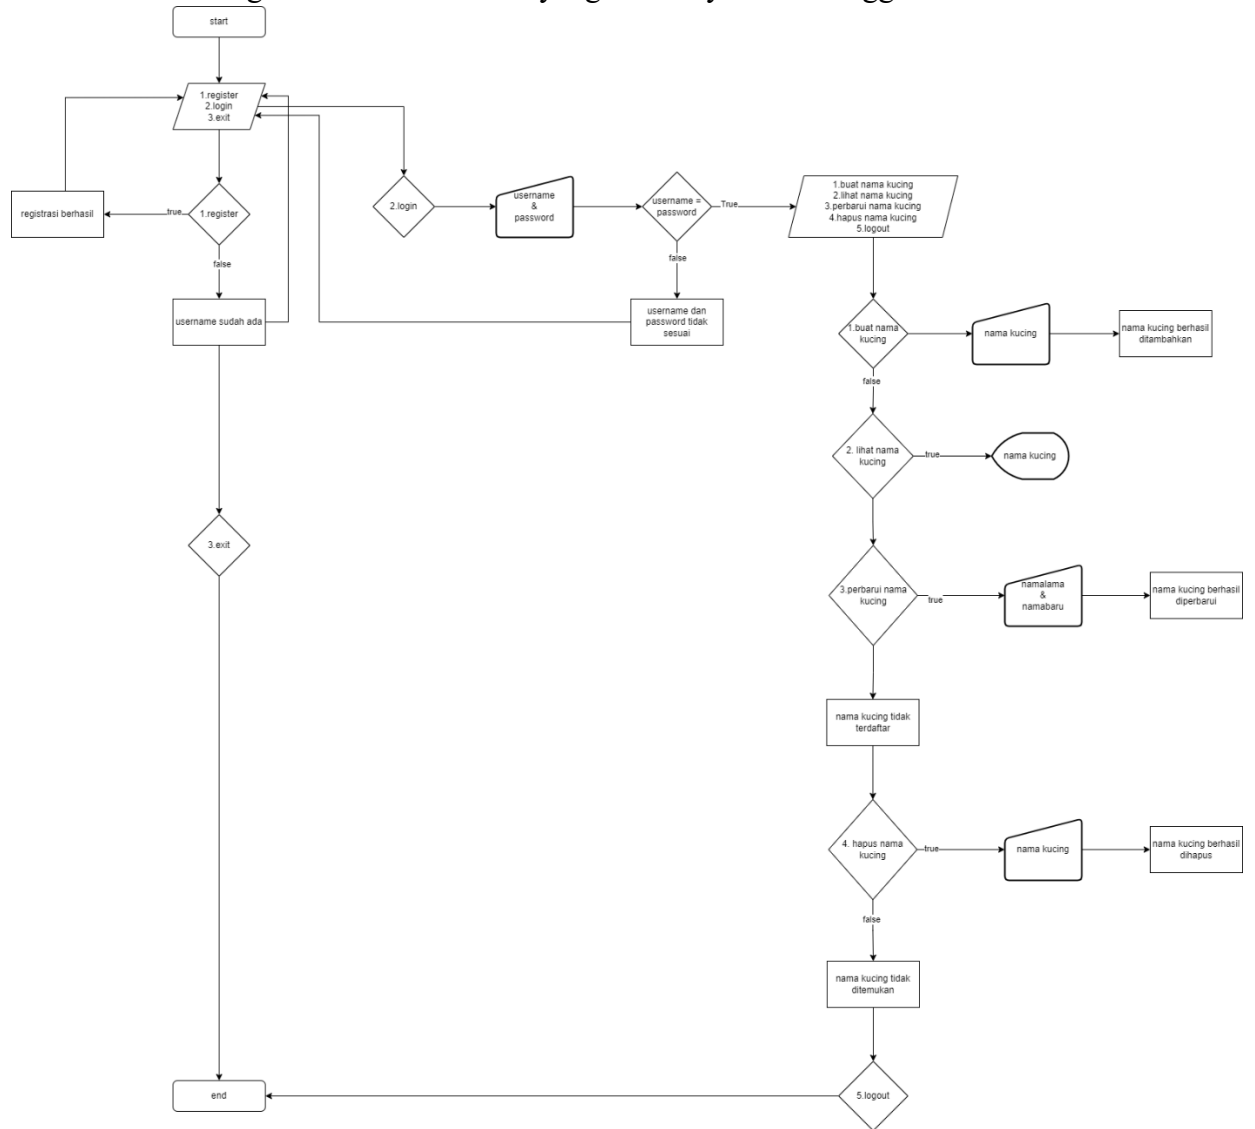 start
1.register
2.login
3.exit
registrasi berhasil
true
1.register
false
username sudah ada
2.login
username
&
password
username =
password
True
false
username dan
password tidak
sesuai
1.buat nama kucing
2.lihat nama kucing
3.perbarui nama kucing
4.hapus nama kucing
5.logout
1.buat nama
kucing
nama kucing
nama kucing berhasil
ditambahkan
false
2. lihat nama
kucing
true
nama kucing
3.exit
3.perbarui nama
kucing
true
namalama
&
namabaru
nama kucing berhasil
diperbarui
nama kucing tidak
terdaftar
4. hapus nama
kucing
true
nama kucing
nama kucing berhasil
dihapus
false
nama kucing tidak
ditemukan
5.logout
end